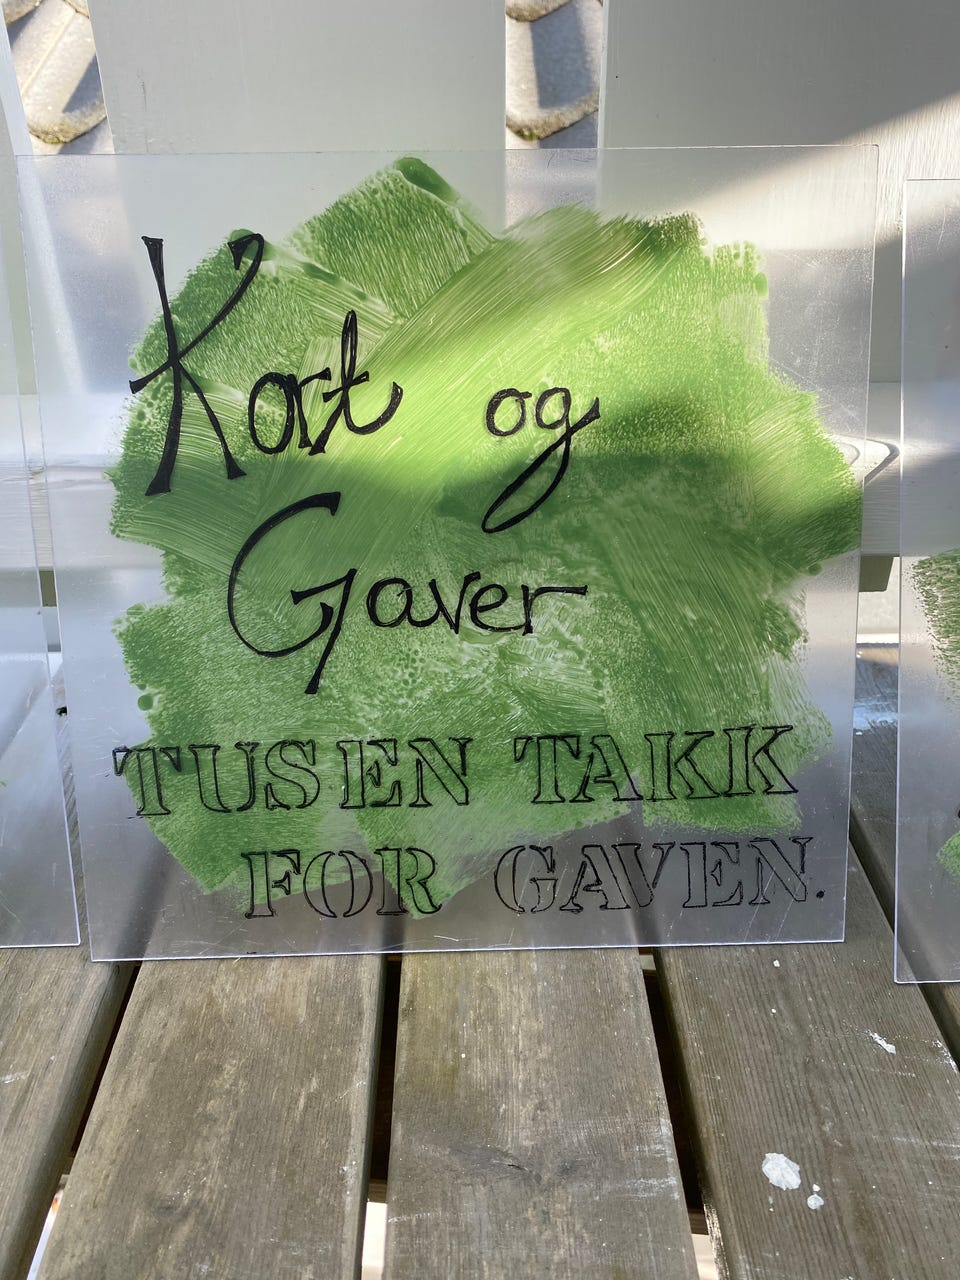 Kort og
Gaver
TUSEN TAKK
FOR GAVEN.